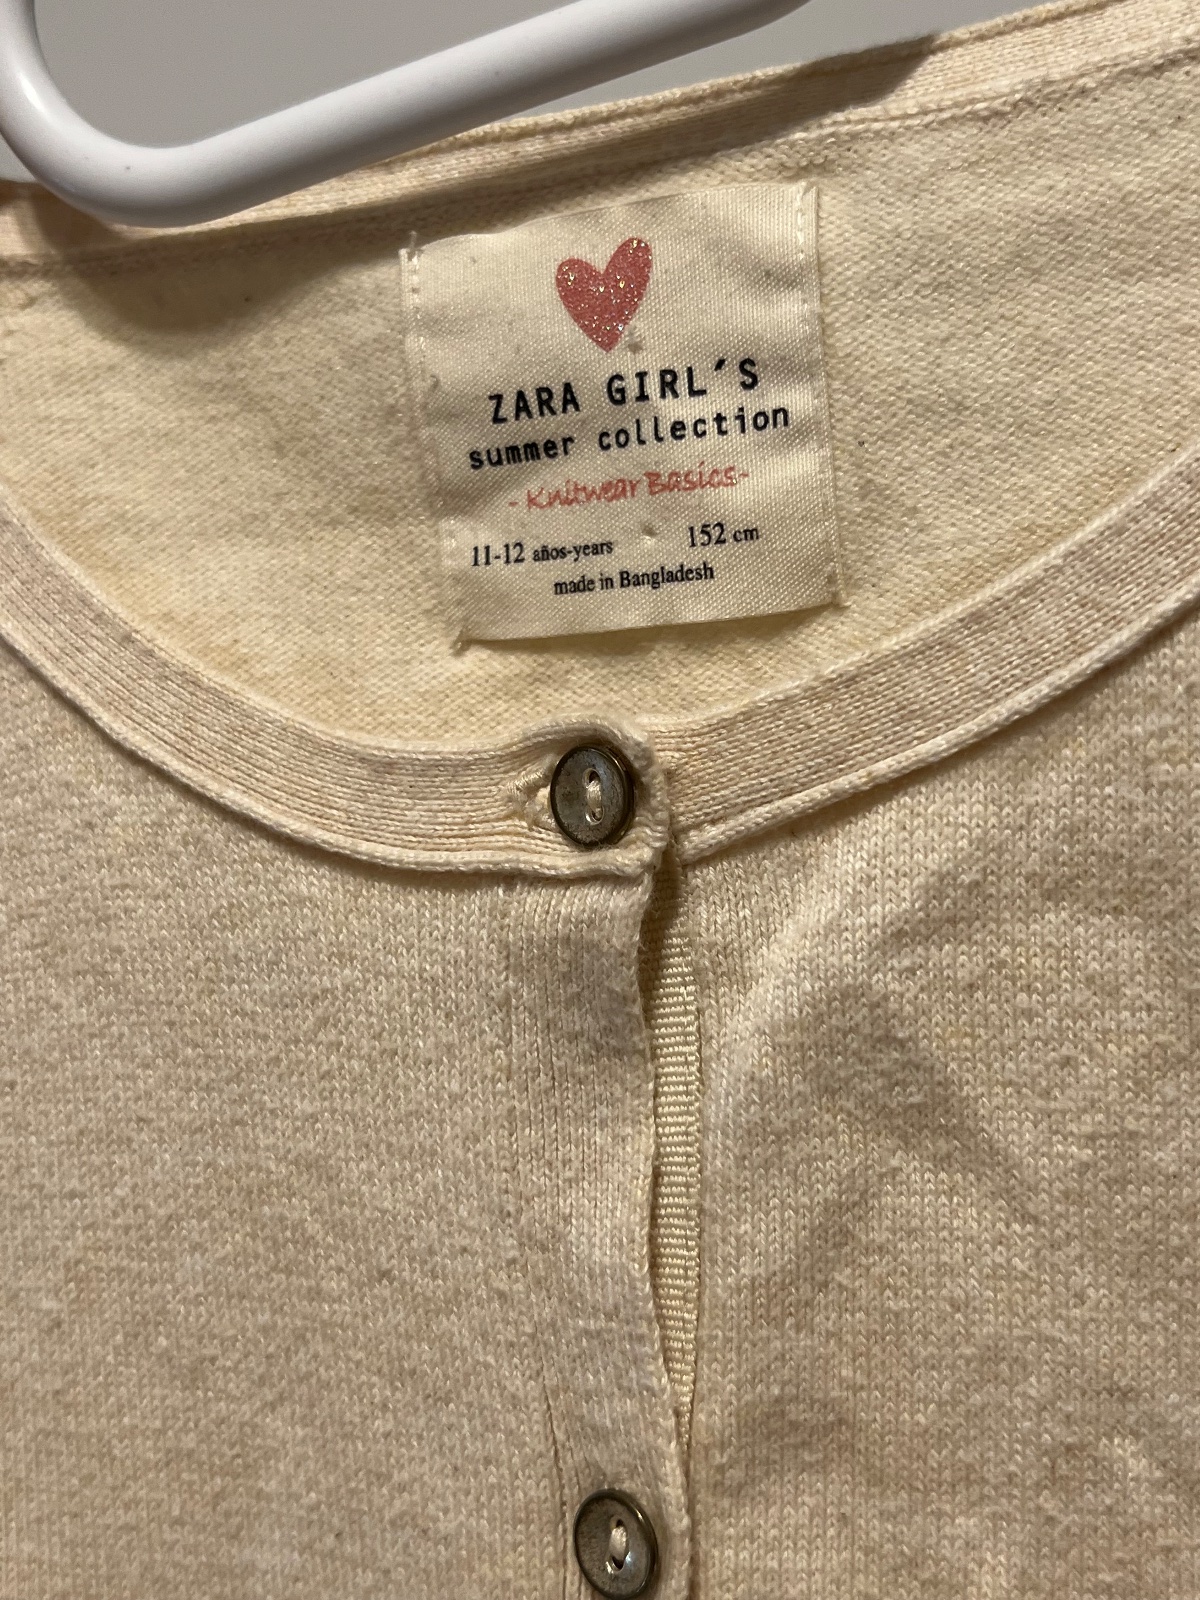 ZARA GIRL´S
summer collection
- Knitwear Basics-
11-12 años-years 152 cm
made in Bangladesh